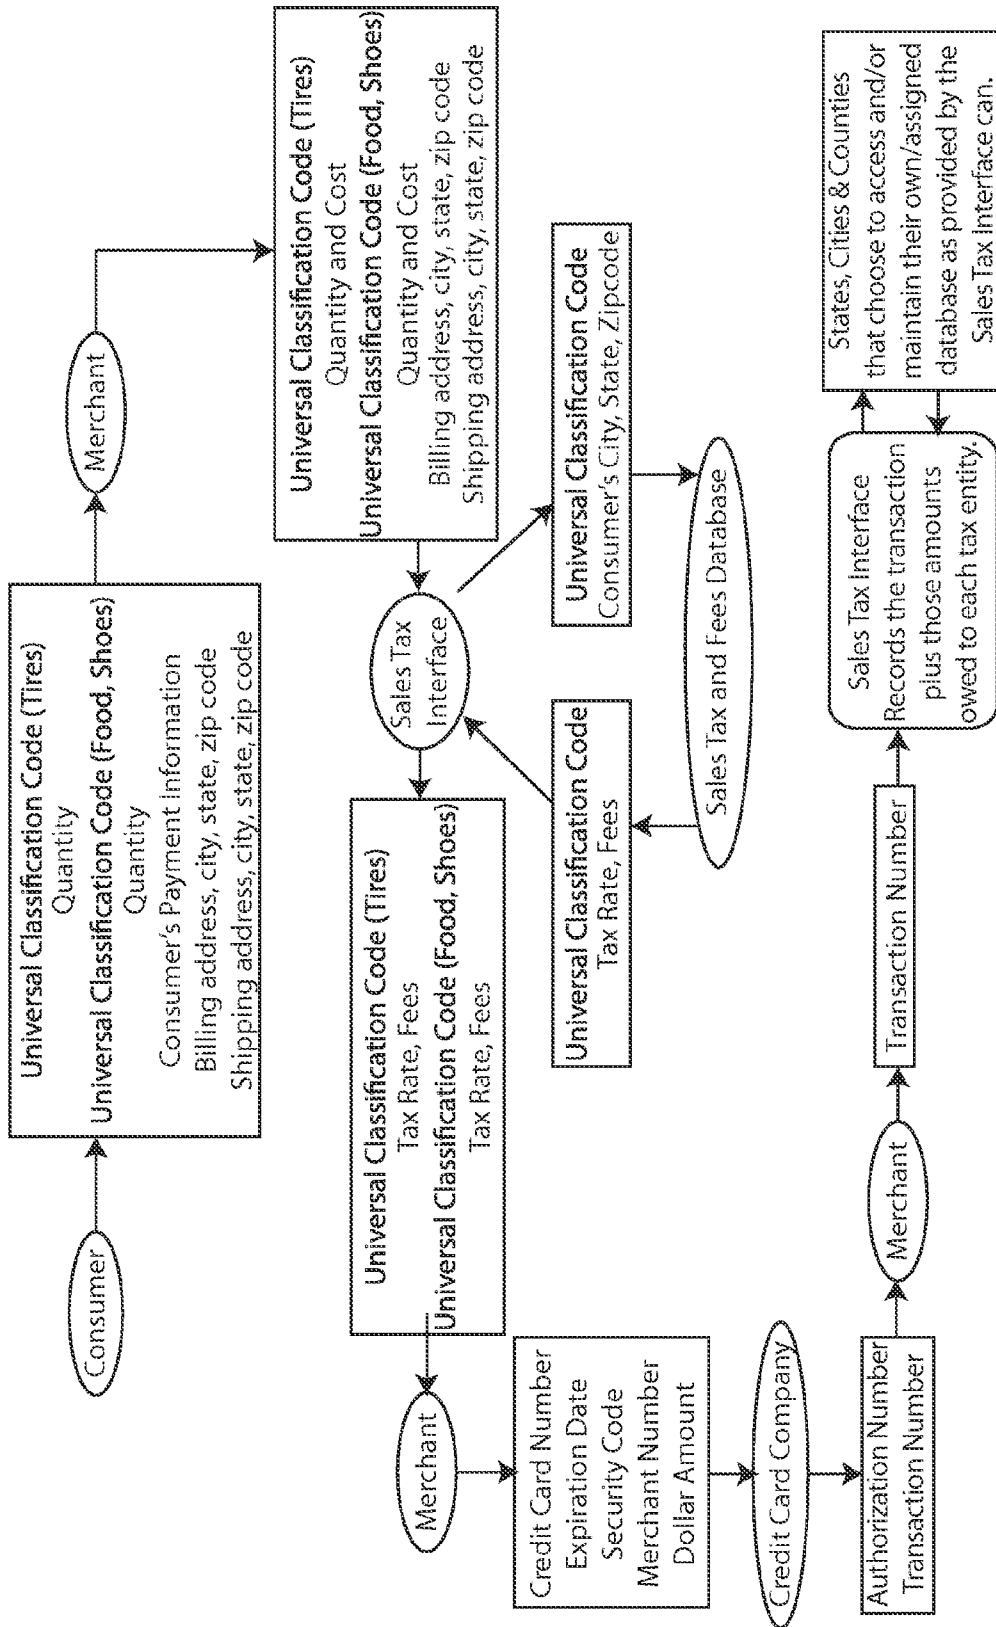 Consumer
Universal Classification Code (Tires)
Quantity
Universal Classification Code (Food, Shoes)
Quantity
Consumer's Payment Information
Billing address, city, state, zip code
Shipping address, city, state, zip code
Merchant
Universal Classification Code (Tires)
Quantity and Cost
Universal Classification Code (Food, Shoes)
Quantity and Cost
Billing address, city, state, zip code
Shipping address, city, state, zip code
Sales Tax
Interface
Universal Classification Code
Consumer's City, State, Zipcode
Sales Tax and Fees Database
Universal Classification Code
Tax Rate, Fees
Universal Classification Code (Tires)
Tax Rate, Fees
Universal Classification Code (Food, Shoes)
Tax Rate, Fees
Merchant
Credit Card Number
Expiration Date
Security Code
Merchant Number
Dollar Amount
Credit Card Company
Authorization Number
Transaction Number
Merchant
Transaction Number
Sales Tax Interface
Records the transaction
plus those amounts
owed to each tax entity.
States, Cities & Counties
that choose to access and/or
maintain their own/assigned
database as provided by the
Sales Tax Interface can.